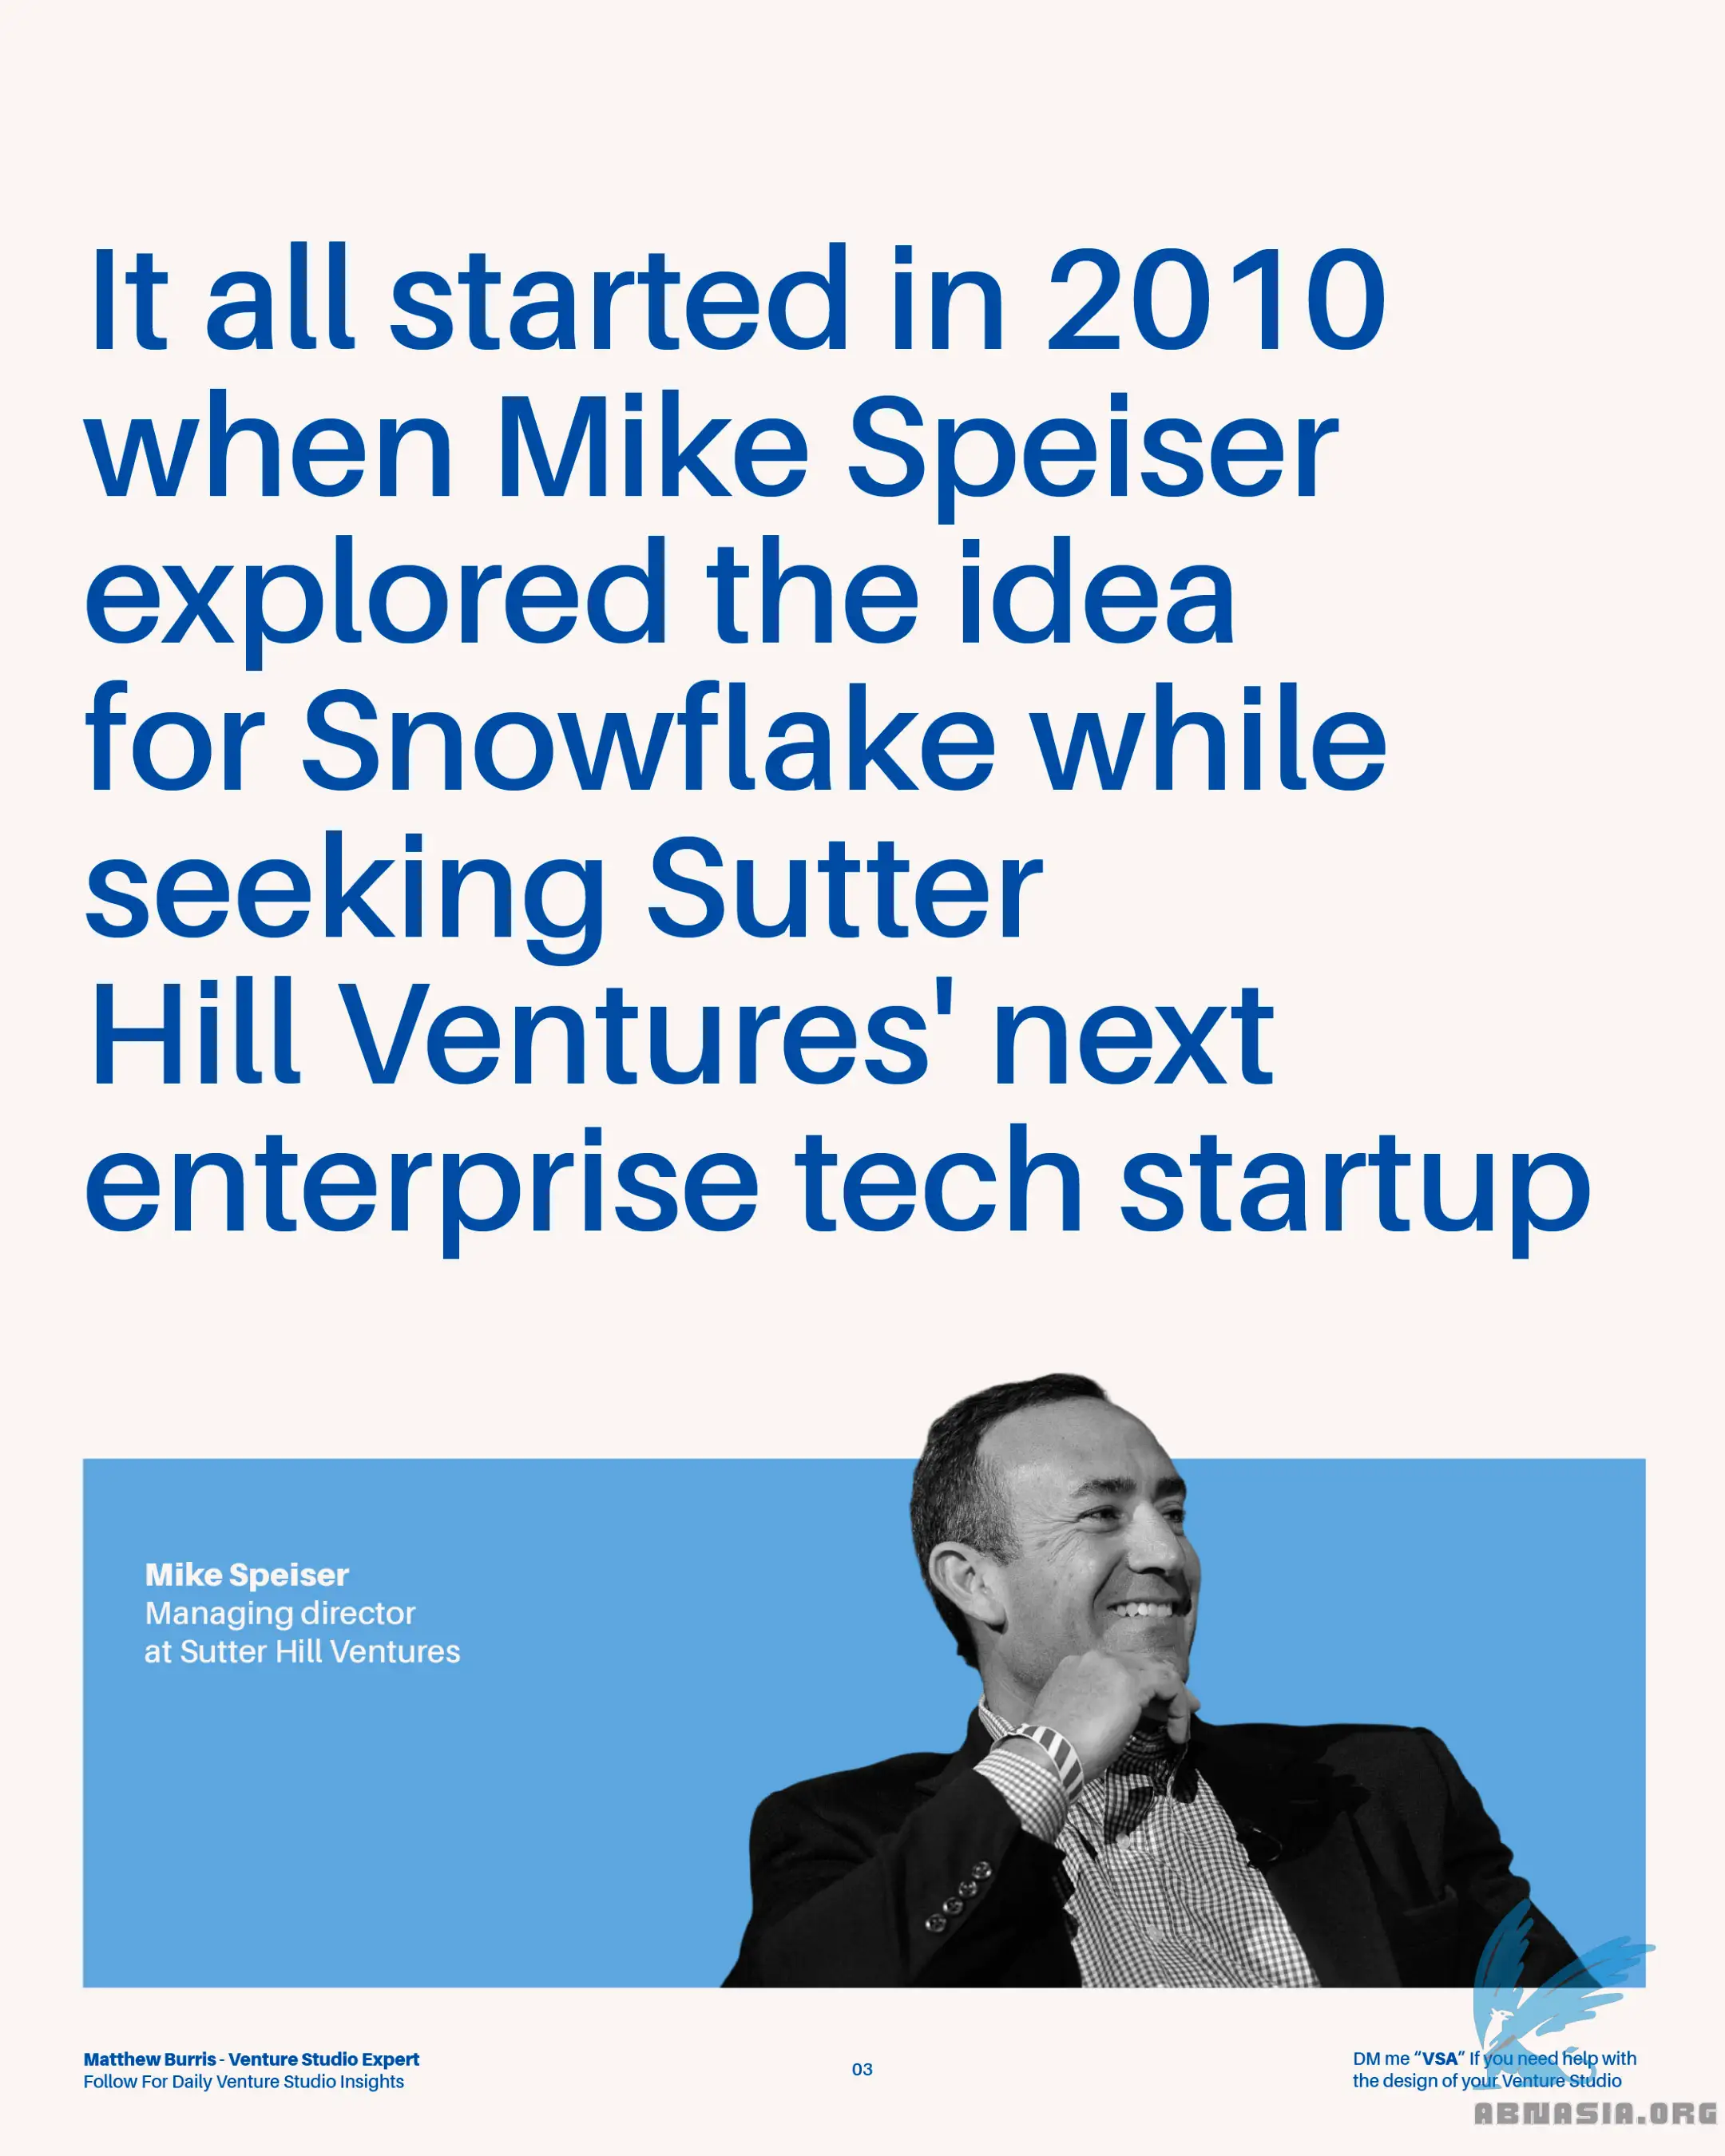 It all started in 2010
when Mike Speiser
explored the idea
for Snowflake while
seeking Sutter
Hill Ventures' next
enterprise tech startup
Mike Speiser
Managing director
at Sutter Hill Ventures
Matthew Burris - Venture Studio Expert
Follow For Daily Venture Studio Insights
03
DM me “VSA” If you need help with
the design of your Venture Studio
ABNASIA.ORG